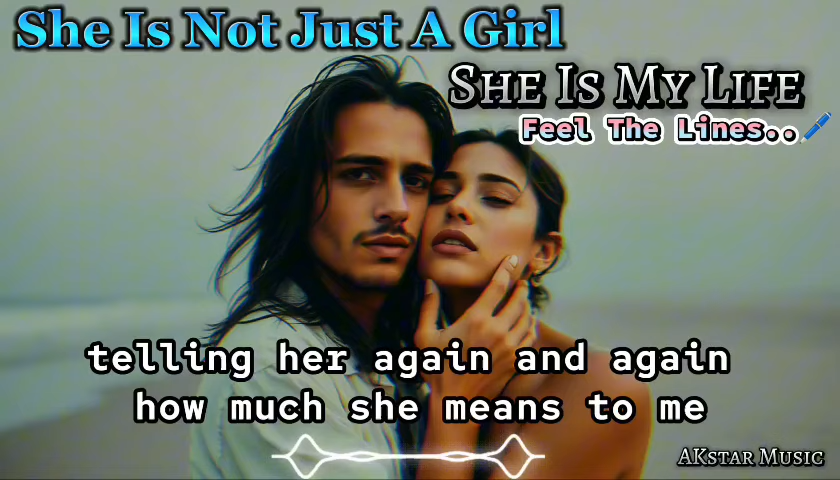 She Is Not Just A Girl
She Is My Life
Feel The Lines..🖊️
telling her again and again
how much she means to me
AKstar Music